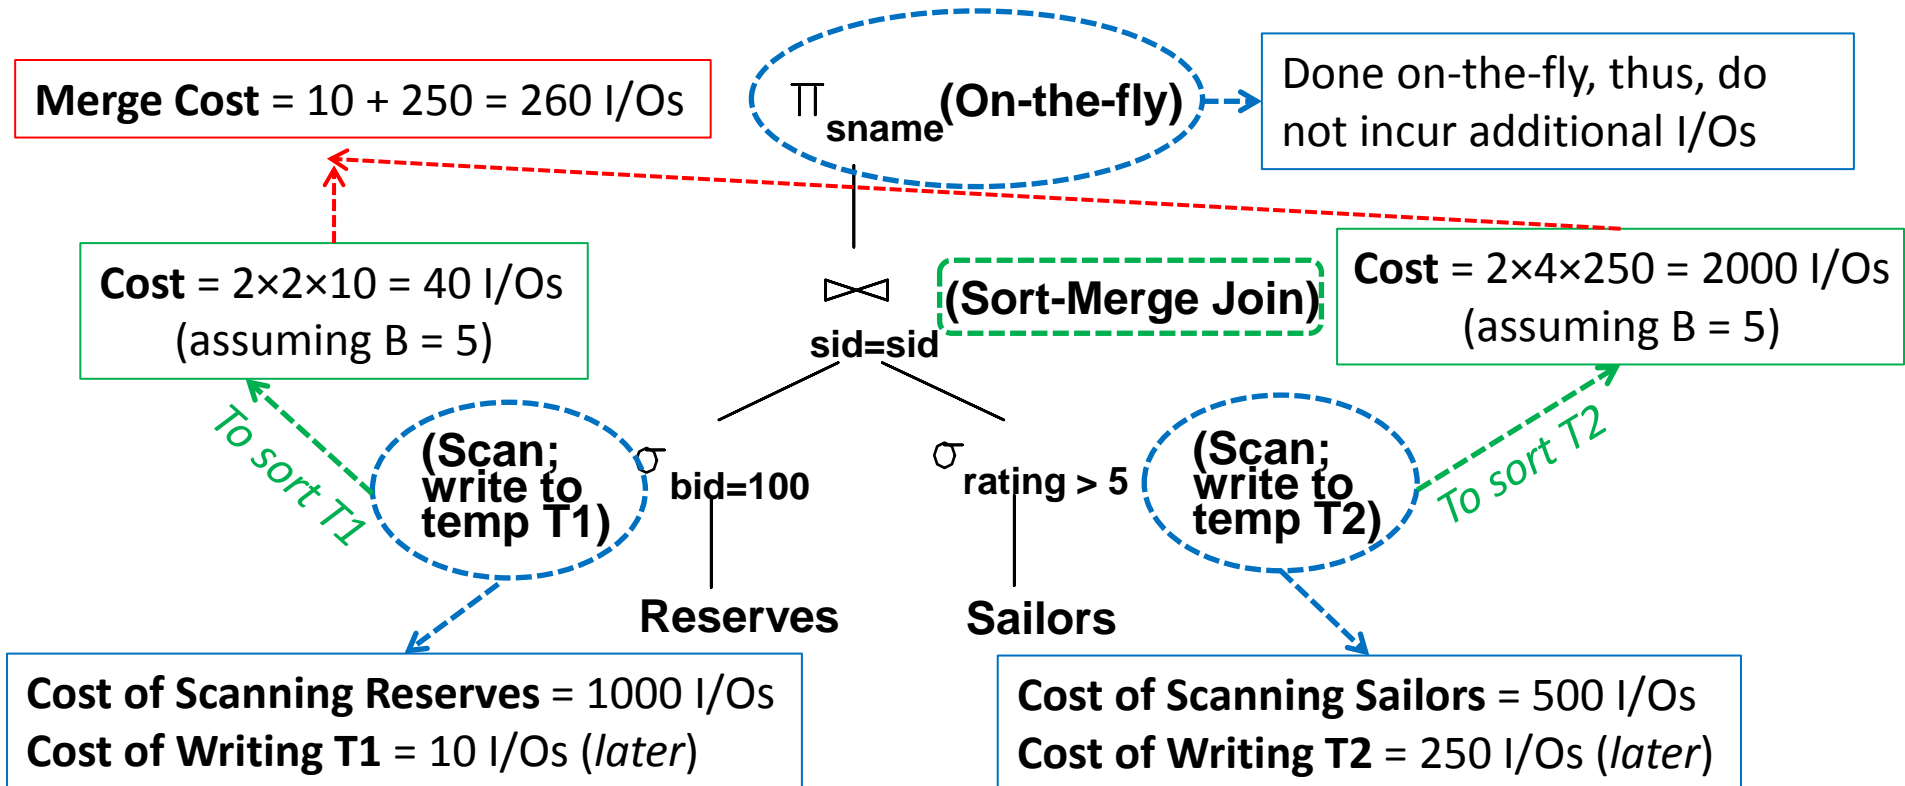 Merge Cost = 10 + 250 = 260 I/Os
π sname (On-the-fly)
Done on-the-fly, thus, do
not incur additional I/Os
Cost = 2×2×10 = 40 I/Os
(assuming B = 5)
⋈
sid=sid
(Sort-Merge Join)
Cost = 2×4×250 = 2000 I/Os
(assuming B = 5)
To sort T1
(Scan;
write to
temp T1)
σ bid=100
σ rating > 5
(Scan;
write to
temp T2)
To sort T2
Reserves
Sailors
Cost of Scanning Reserves = 1000 I/Os
Cost of Writing T1 = 10 I/Os (later)
Cost of Scanning Sailors = 500 I/Os
Cost of Writing T2 = 250 I/Os (later)